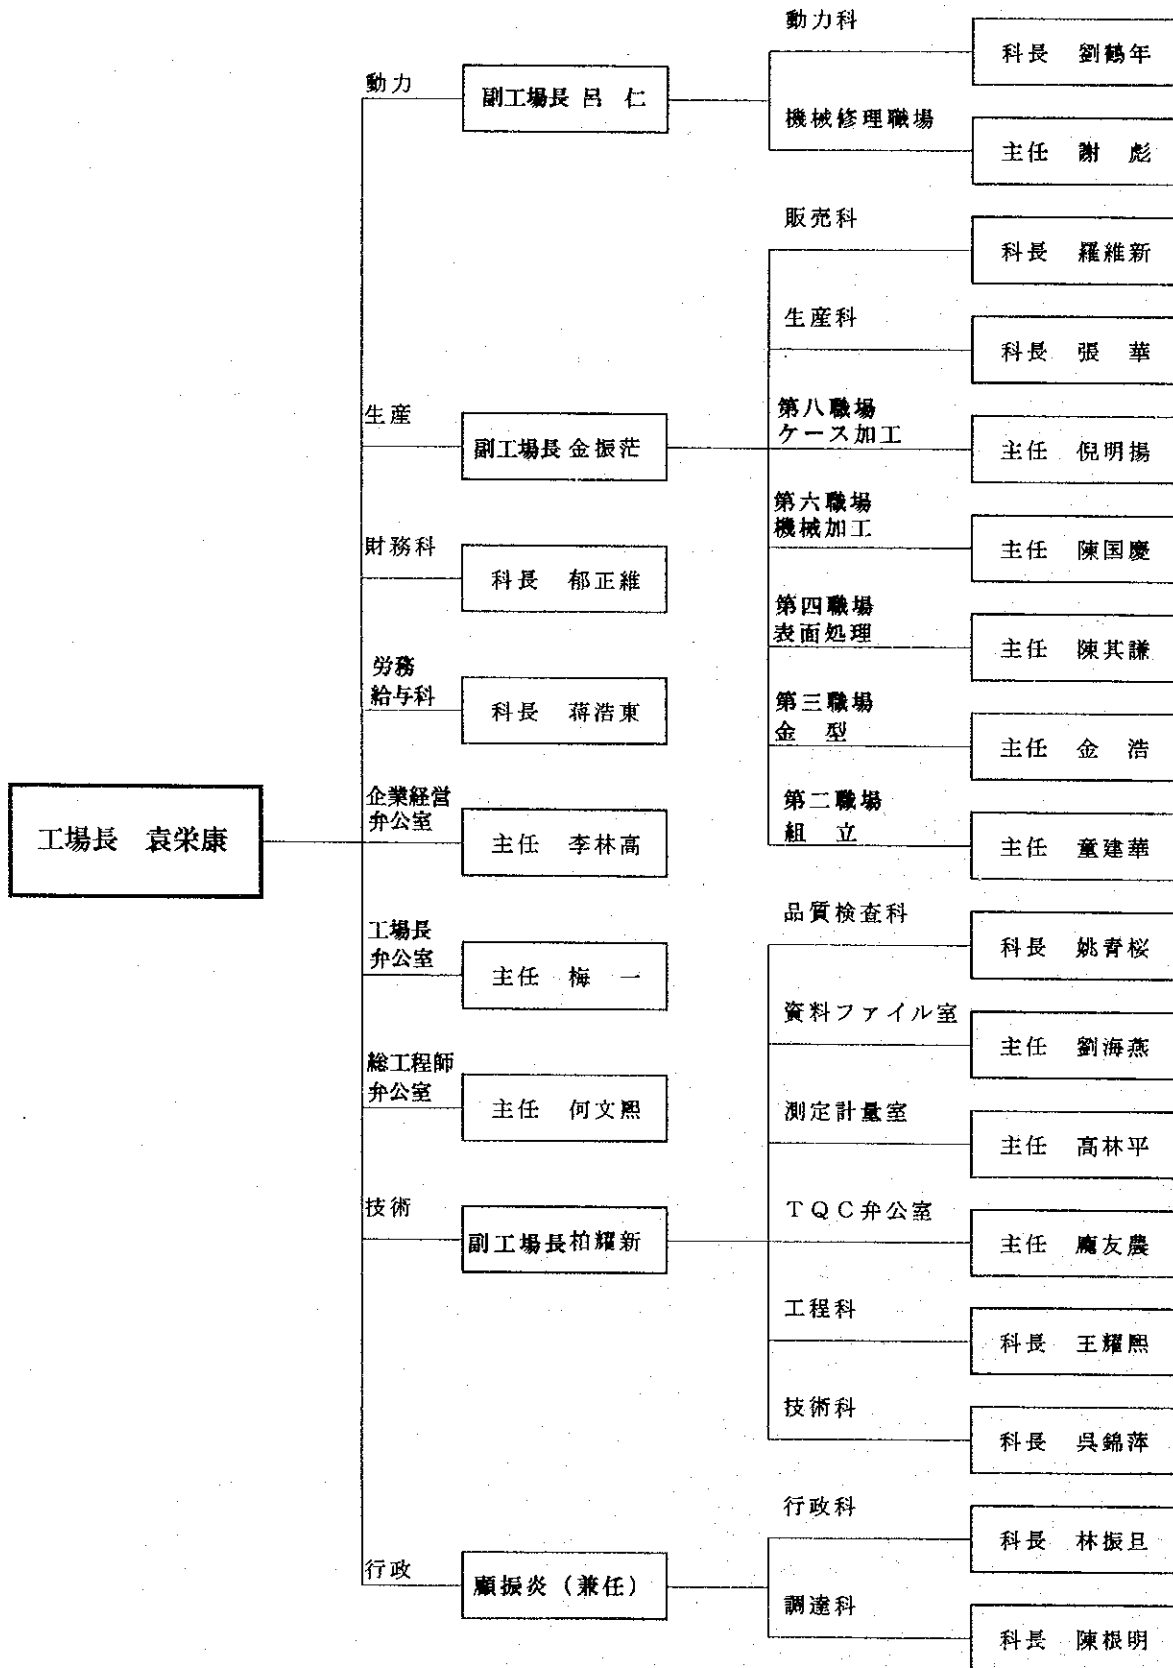 工場長 袁栄康
動力
副工場長 呂 仁
動力科
科長 劉鶴年
機械修理職場
主任 謝 彪
生産
副工場長 金振茫
販売科
科長 羅維新
生産科
科長 張 華
第八職場
ケース加工
主任 倪明揚
第六職場
機械加工
主任 陳国慶
第四職場
表面処理
主任 陳其謙
第三職場
金 型
主任 金 浩
第二職場
組 立
主任 童建華
財務科
科長 郁正維
労務
給与科
科長 蒋浩東
企業経営
弁公室
主任 李林高
工場長
弁公室
主任 梅 一
総工程師
弁公室
主任 何文熙
技術
副工場長 柏耀新
品質検査科
科長 姚青桜
資料ファイル室
主任 劉海燕
測定計量室
主任 高林平
TQC弁公室
主任 龐友農
工程科
科長 王耀熙
技術科
科長 呉錦萍
行政
顧振炎(兼任)
行政科
科長 林振旦
調達科
科長 陳根明